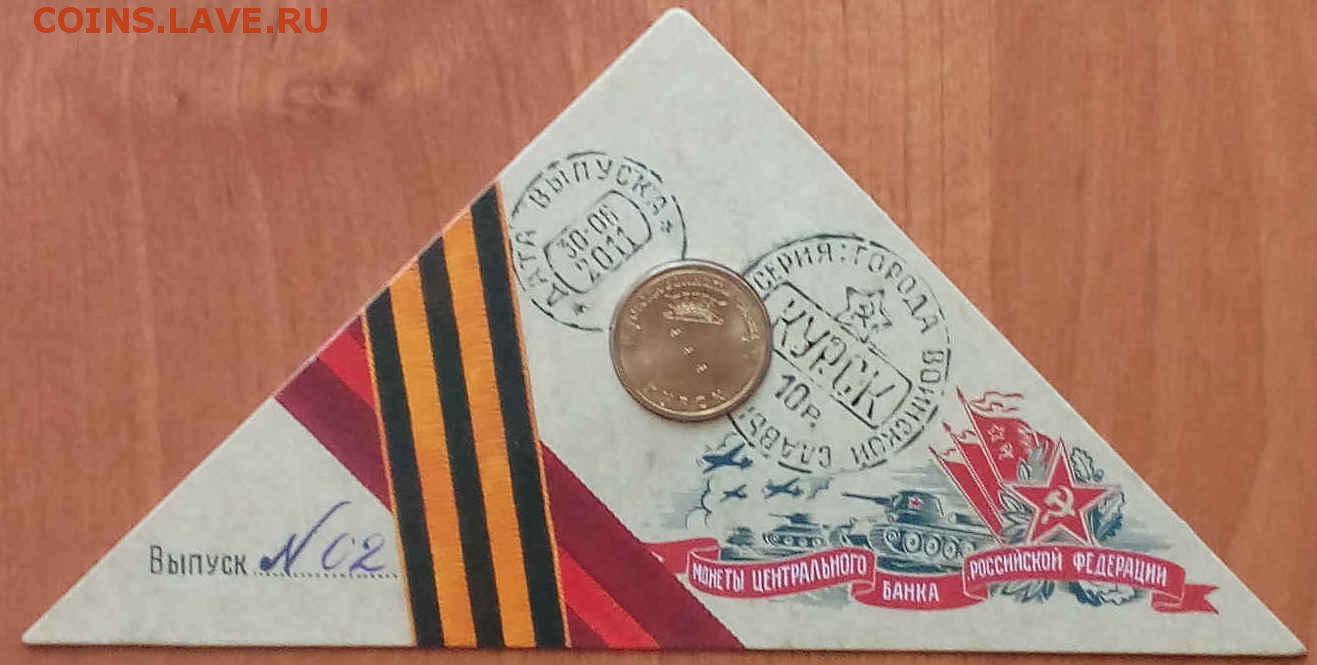 COINS.LAVE.RU
ДАТА ВЫПУСКА
30-06
2011
СЕРИЯ: ГОРОДА ВОИНСКОЙ СЛАВЫ
КУРСК
10 Р.
Выпуск №02
МОНЕТЫ ЦЕНТРАЛЬНОГО БАНКА РОССИЙСКОЙ ФЕДЕРАЦИИ